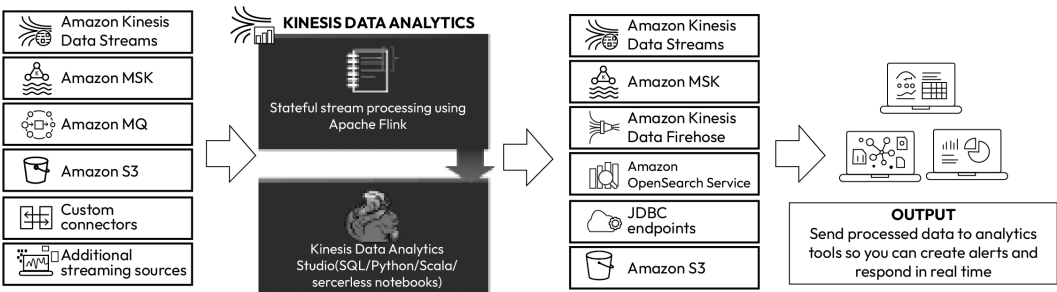 Amazon Kinesis
Data Streams
Amazon MSK
Amazon MQ
Amazon S3
Custom
connectors
Additional
streaming sources
KINESIS DATA ANALYTICS
Stateful stream processing using
Apache Flink
Kinesis Data Analytics
Studio(SQL/Python/Scala/
sercerless notebooks)
Amazon Kinesis
Data Streams
Amazon MSK
Amazon Kinesis
Data Firehose
Amazon
OpenSearch Service
JDBC
endpoints
Amazon S3
OUTPUT
Send processed data to analytics
tools so you can create alerts and
respond in real time